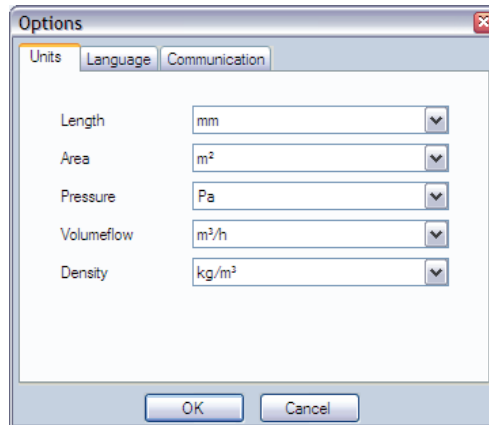 Options
Units Language Communication
Length mm
Area m²
Pressure Pa
Volumeflow m³/h
Density kg/m³
OK Cancel